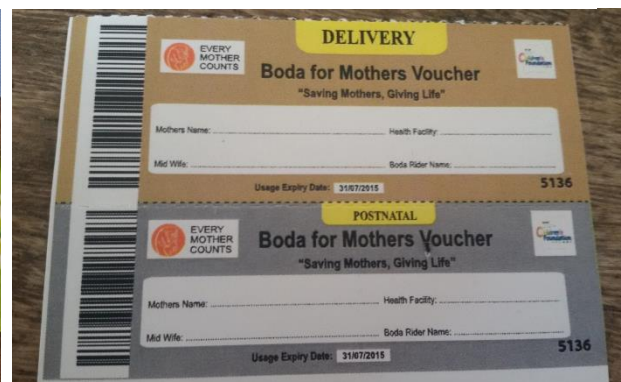 DELIVERY
EVERY
MOTHER
COUNTS
Boda for Mothers Voucher
"Saving Mothers, Giving Life"
Mothers Name: Health Facility:
Mid Wife: Boda Rider Name:
Usage Expiry Date: 31/07/2015
5136
POSTNATAL
EVERY
MOTHER
COUNTS
Boda for Mothers Voucher
"Saving Mothers, Giving Life"
Mothers Name: Health Facility:
Mid Wife: Boda Rider Name:
Usage Expiry Date: 31/07/2015
5136